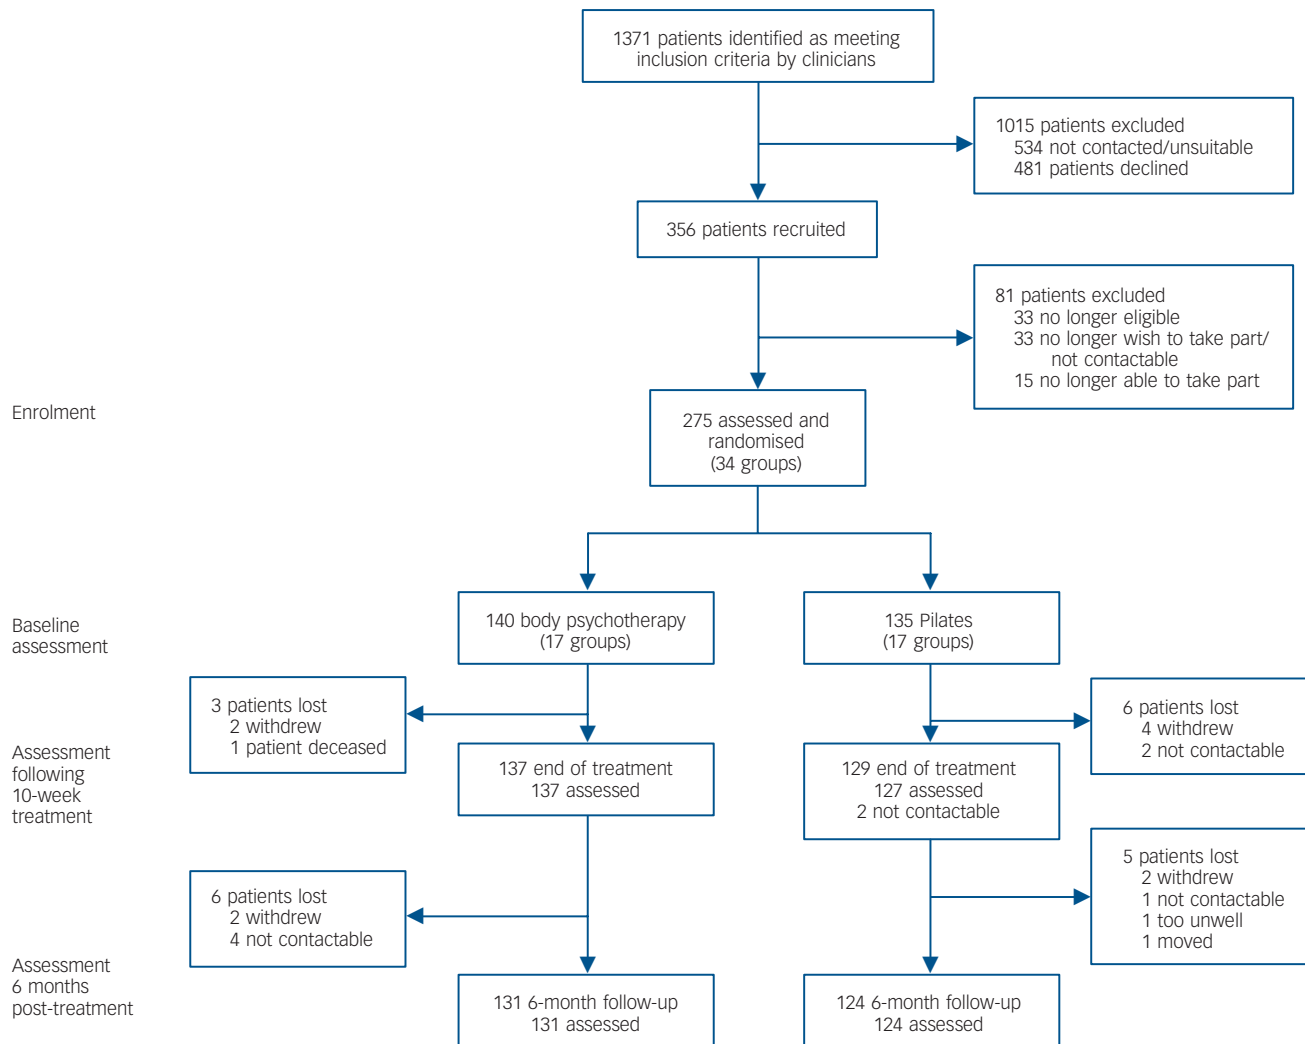 1371 patients identified as meeting
inclusion criteria by clinicians
1015 patients excluded
534 not contacted/unsuitable
481 patients declined
356 patients recruited
81 patients excluded
33 no longer eligible
33 no longer wish to take part/
not contactable
15 no longer able to take part
Enrolment
275 assessed and
randomised
(34 groups)
Baseline
assessment
140 body psychotherapy
(17 groups)
135 Pilates
(17 groups)
3 patients lost
2 withdrew
1 patient deceased
6 patients lost
4 withdrew
2 not contactable
Assessment
following
10-week
treatment
137 end of treatment
137 assessed
129 end of treatment
127 assessed
2 not contactable
6 patients lost
2 withdrew
4 not contactable
5 patients lost
2 withdrew
1 not contactable
1 too unwell
1 moved
Assessment
6 months
post-treatment
131 6-month follow-up
131 assessed
124 6-month follow-up
124 assessed